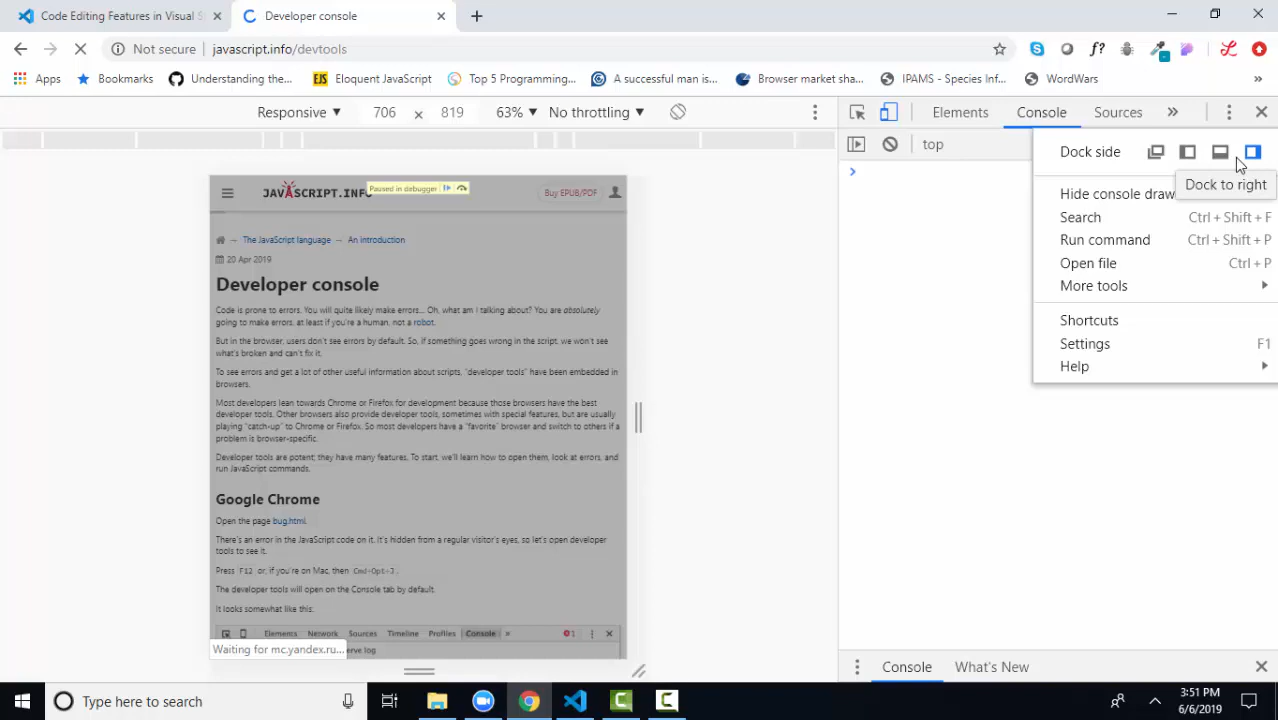 Code Editing Features in Visual S
Developer console
Not secure
javascript.info/devtools
f?
Apps
Bookmarks
Understanding the...
EJS
Eloquent JavaScript
Top 5 Programming...
A successful man is...
Browser market sha...
IPAMS - Species Inf...
WordWars
»
Responsive ▼
706 × 819
63% ▼
No throttling ▼
Elements
Console
Sources
»
top
Dock side
Dock to right
Hide console draw
Search Ctrl + Shift + F
Run command Ctrl + Shift + P
Open file Ctrl + P
More tools
Shortcuts
Settings F1
Help
JAVASCRIPT.INFO
Paused in debugger
Buy EPUB/PDF
The JavaScript language → An introduction
20 Apr 2019
Developer console
Code is prone to errors. You will quite likely make errors... Oh, what am I talking about? You are absolutely
going to make errors, at least if you're a human, not a robot.
But in the browser, users don't see errors by default. So, if something goes wrong in the script, we won't see
what's broken and can't fix it.
To see errors and get a lot of other useful information about scripts, "developer tools" have been embedded in
browsers.
Most developers lean towards Chrome or Firefox for development because those browsers have the best
developer tools. Other browsers also provide developer tools, sometimes with special features, but are usually
playing "catch-up" to Chrome or Firefox. So most developers have a "favorite" browser and switch to others if a
problem is browser-specific.
Developer tools are potent; they have many features. To start, we'll learn how to open them, look at errors, and
run JavaScript commands.
Google Chrome
Open the page bug.html.
There's an error in the JavaScript code on it. It's hidden from a regular visitor's eyes, so let's open developer
tools to see it.
Press F12 or, if you're on Mac, then Cmd+Opt+J.
The developer tools will open on the Console tab by default.
It looks somewhat like this:
Elements Network Sources Timeline Profiles Console » 1
Waiting for mc.yandex.ru...
erve log
Console
What's New
Type here to search
3:51 PM
6/6/2019